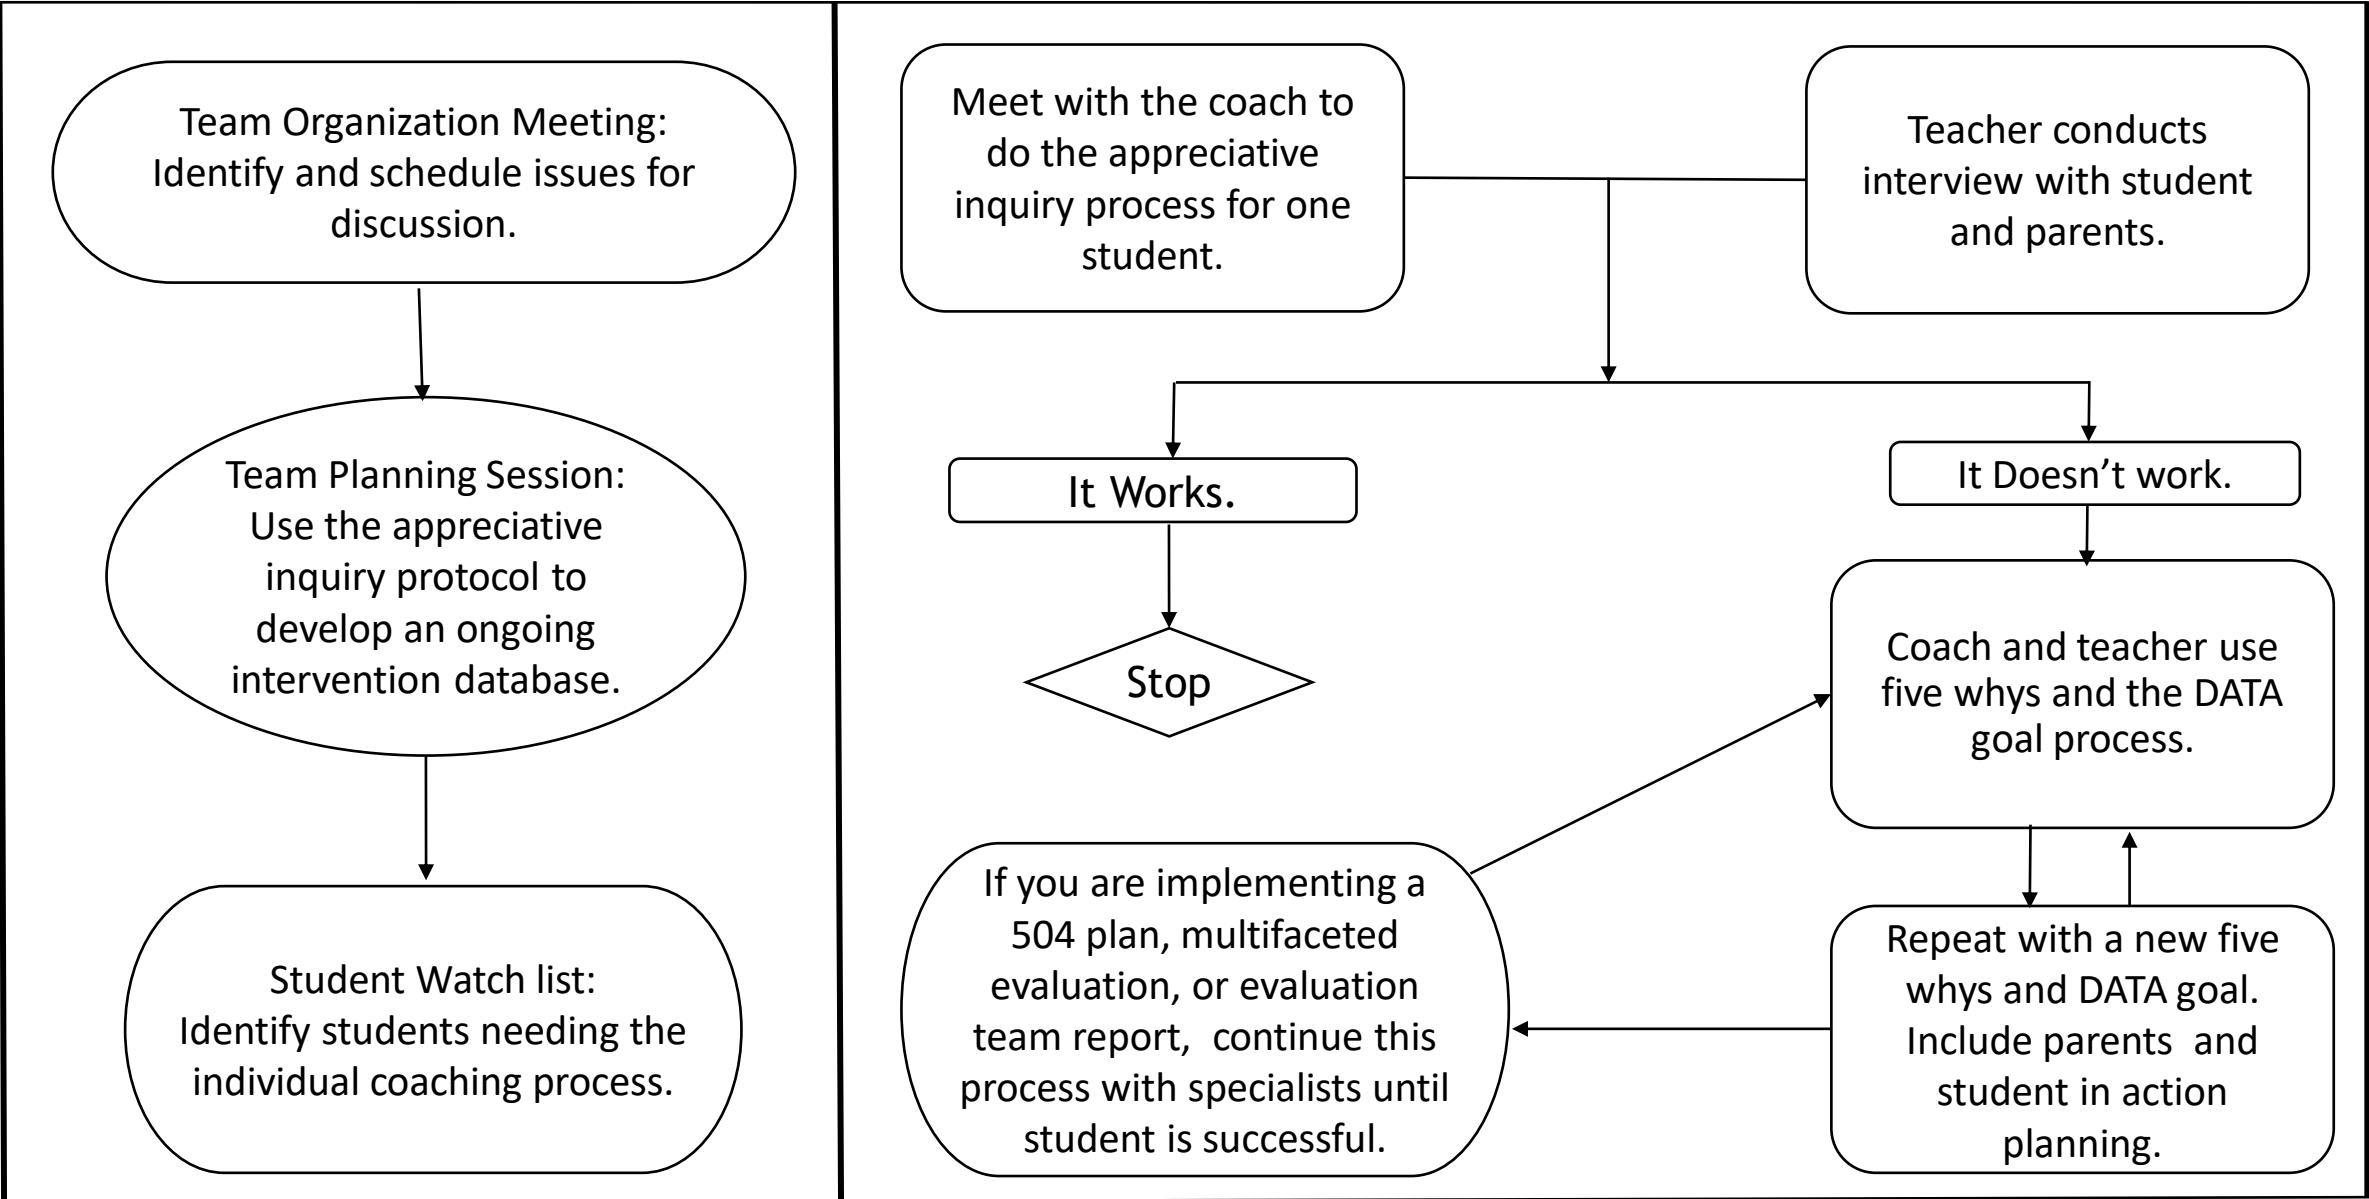 Team Organization Meeting:
Identify and schedule issues for
discussion.
Team Planning Session:
Use the appreciative
inquiry protocol to
develop an ongoing
intervention database.
Student Watch list:
Identify students needing the
individual coaching process.
Meet with the coach to
do the appreciative
inquiry process for one
student.
Teacher conducts
interview with student
and parents.
It Works.
Stop
It Doesn’t work.
Coach and teacher use
five whys and the DATA
goal process.
Repeat with a new five
whys and DATA goal.
Include parents  and
student in action
planning.
If you are implementing a
504 plan, multifaceted
evaluation, or evaluation
team report,  continue this
process with specialists until
student is successful.